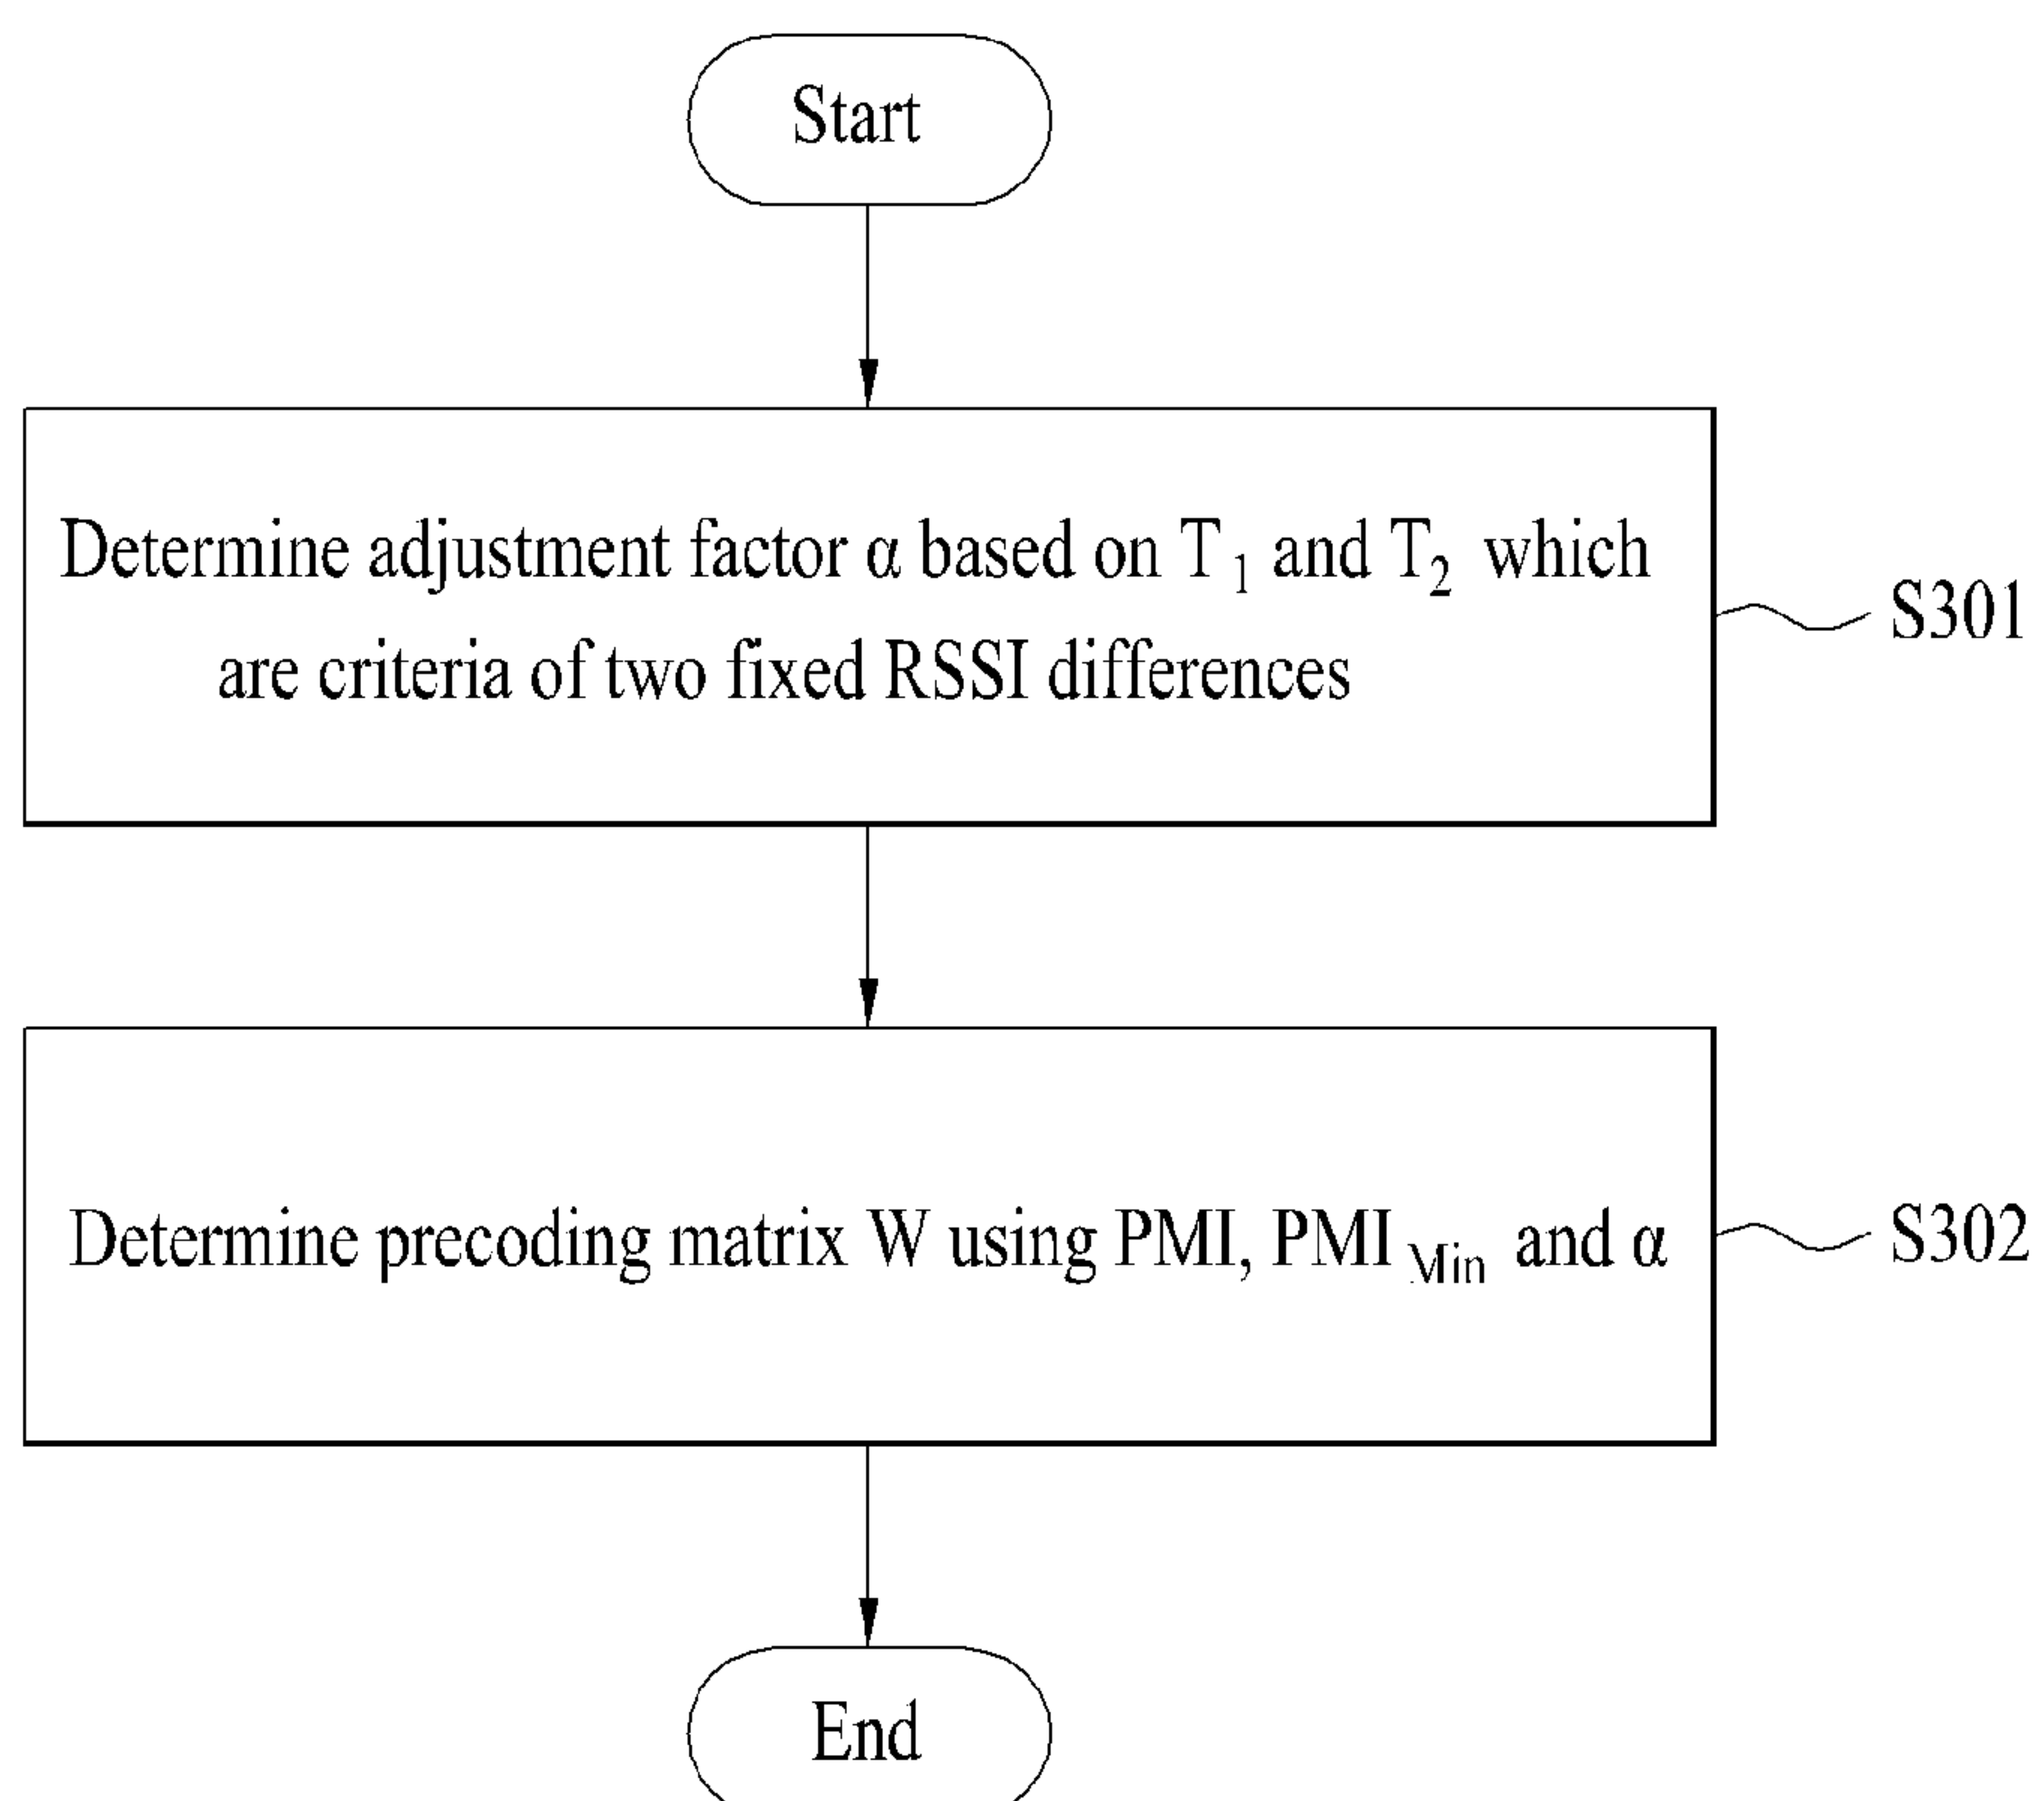 Start
Determine adjustment factor α based on T1 and T2 which
are criteria of two fixed RSSI differences
S301
Determine precoding matrix W using PMI, PMI Min and α
S302
End